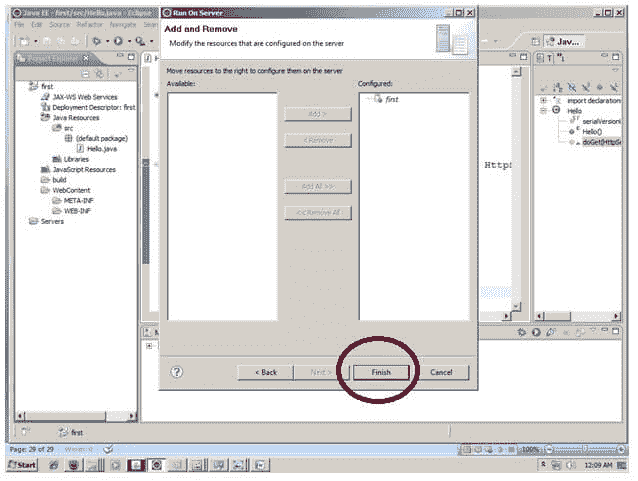 Java EE - first/src/Hello.java - Eclipse
File Edit Source Refactor Navigate Search
Run On Server
Add and Remove
Modify the resources that are configured on the server
Move resources to the right to configure them on the server
Available:
Configured:
first
Add >
< Remove
Add All >>
<< Remove All
< Back
Next >
Finish
Cancel
Project Explorer
first
JAX-WS Web Services
Deployment Descriptor: first
Java Resources
src
(default package)
Hello.java
Libraries
JavaScript Resources
build
WebContent
META-INF
WEB-INF
Servers
Jav...
import declarations
Hello
Hello()
first
Page: 29 of 29
100%
Start
12:09 AM